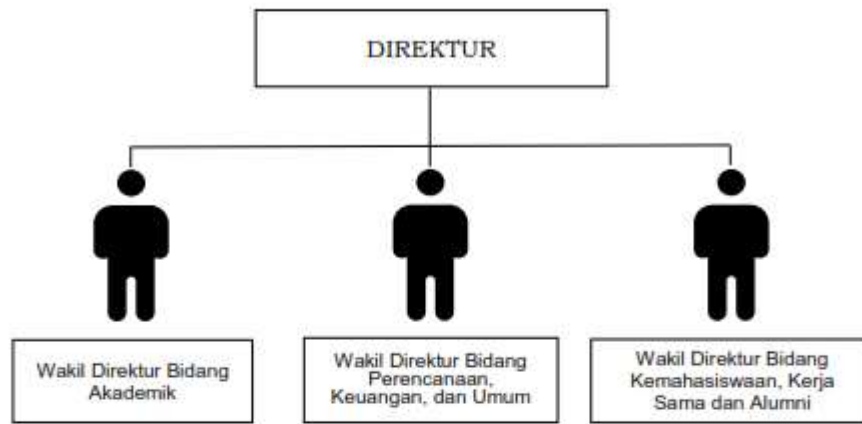 DIREKTUR
Wakil Direktur Bidang
Akademik
Wakil Direktur Bidang
Perencanaan,
Keuangan, dan Umum
Wakil Direktur Bidang
Kemahasiswaan, Kerja
Sama dan Alumni